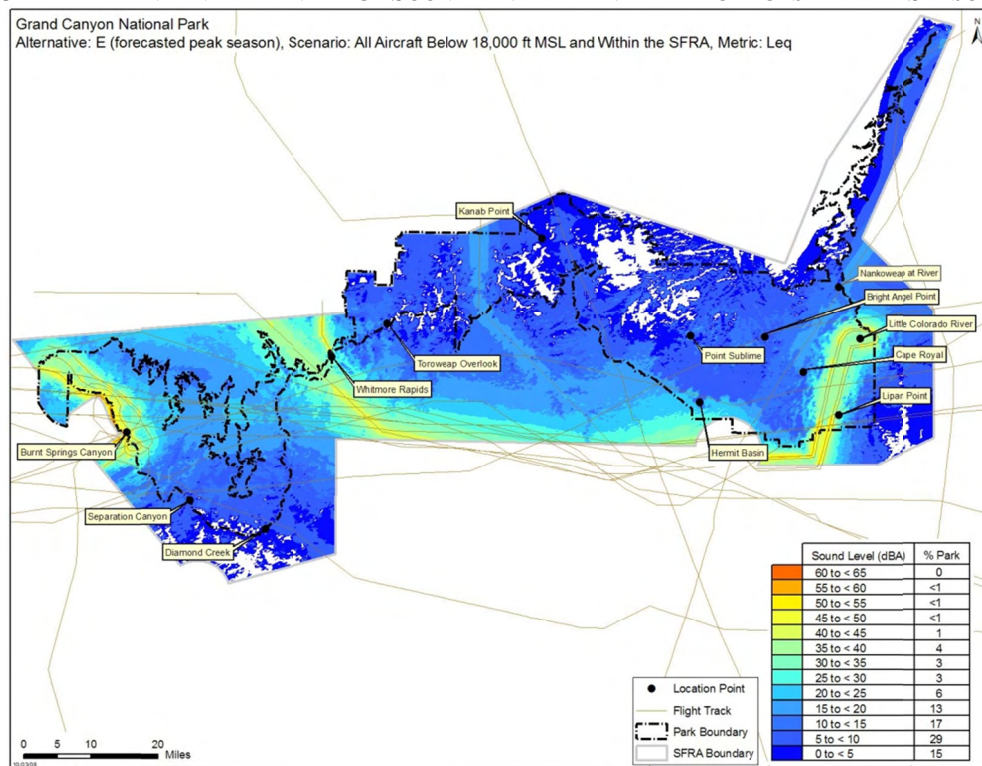 Grand Canyon National Park
Alternative: E (forecasted peak season), Scenario: All Aircraft Below 18,000 ft MSL and Within the SFRA, Metric: Leq
N
Kanab Point
Nankoweap at River
Bright Angel Point
Little Colorado River
Point Sublime
Cape Royal
Toroweap Overlook
Whitmore Rapids
Lipar Point
Burnt Springs Canyon
Hermit Basin
Separation Canyon
Diamond Creek
Sound Level (dBA) % Park
60 to < 65 0
55 to < 60 <1
50 to < 55 <1
45 to < 50 <1
40 to < 45 1
35 to < 40 4
30 to < 35 3
25 to < 30 3
20 to < 25 6
15 to < 20 13
10 to < 15 17
5 to < 10 29
0 to < 5 15
Location Point
Flight Track
Park Boundary
SFRA Boundary
0 5 10 20
Miles